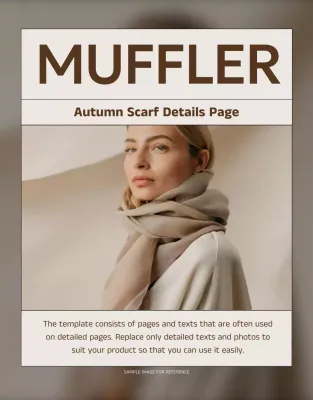 MUFFLER
Autumn Scarf Details Page
The template consists of pages and texts that are often used
on detailed pages. Replace only detailed texts and photos to
suit your product so that you can use it easily.
SAMPLE IMAGE FOR REFERENCE